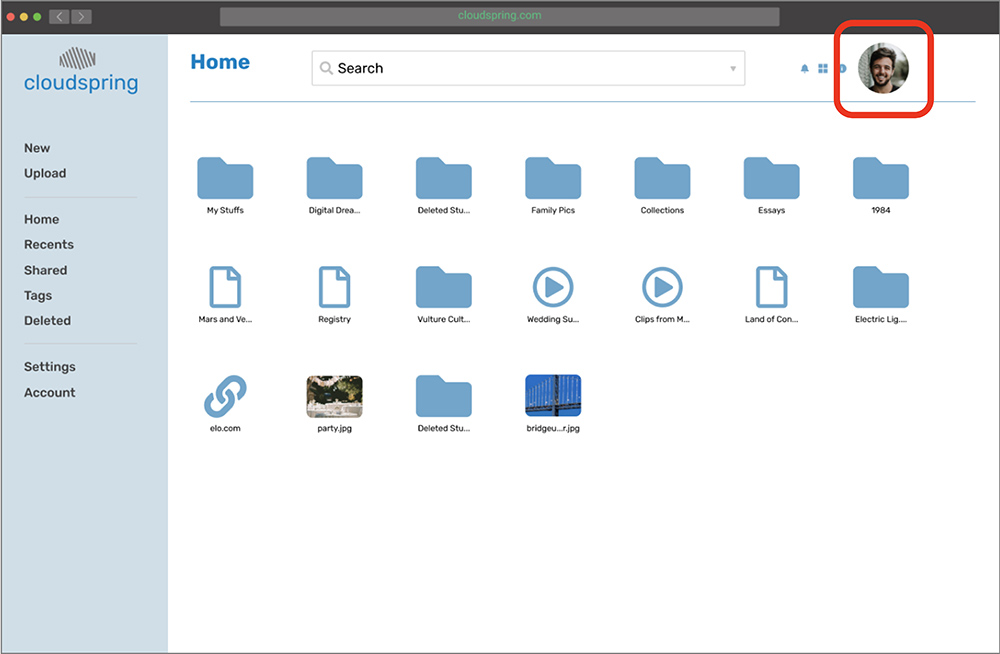 cloudspring.com
cloudspring
Home
Search
New
Upload
Home
Recents
Shared
Tags
Deleted
Settings
Account
My Stuffs
Digital Drea...
Deleted Stu...
Family Pics
Collections
Essays
1984
Mars and Ve...
Registry
Vulture Cult...
Wedding Su...
Clips from M...
Land of Con...
Electric Lig....
elo.com
party.jpg
Deleted Stu...
bridgeu...r.jpg